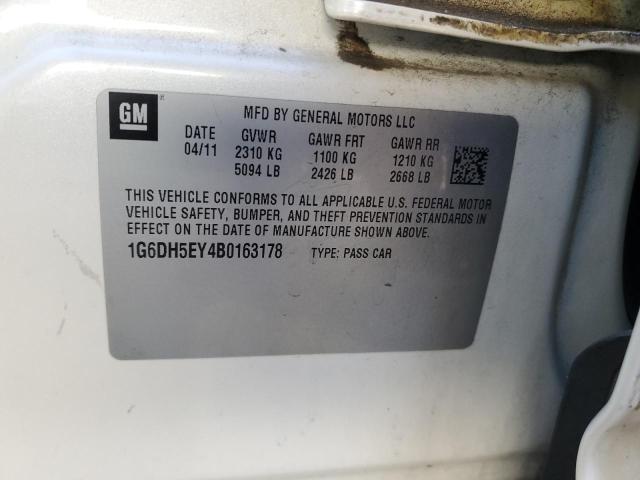 GM
MFD BY GENERAL MOTORS LLC
DATE GVWR GAWR FRT GAWR RR
04/11 2310 KG 1100 KG 1210 KG
5094 LB 2426 LB 2668 LB
THIS VEHICLE CONFORMS TO ALL APPLICABLE U.S. FEDERAL MOTOR
VEHICLE SAFETY, BUMPER, AND THEFT PREVENTION STANDARDS IN
EFFECT ON THE DATE OF MANUFACTURE SHOWN ABOVE.
1G6DH5EY4B0163178 TYPE: PASS CAR